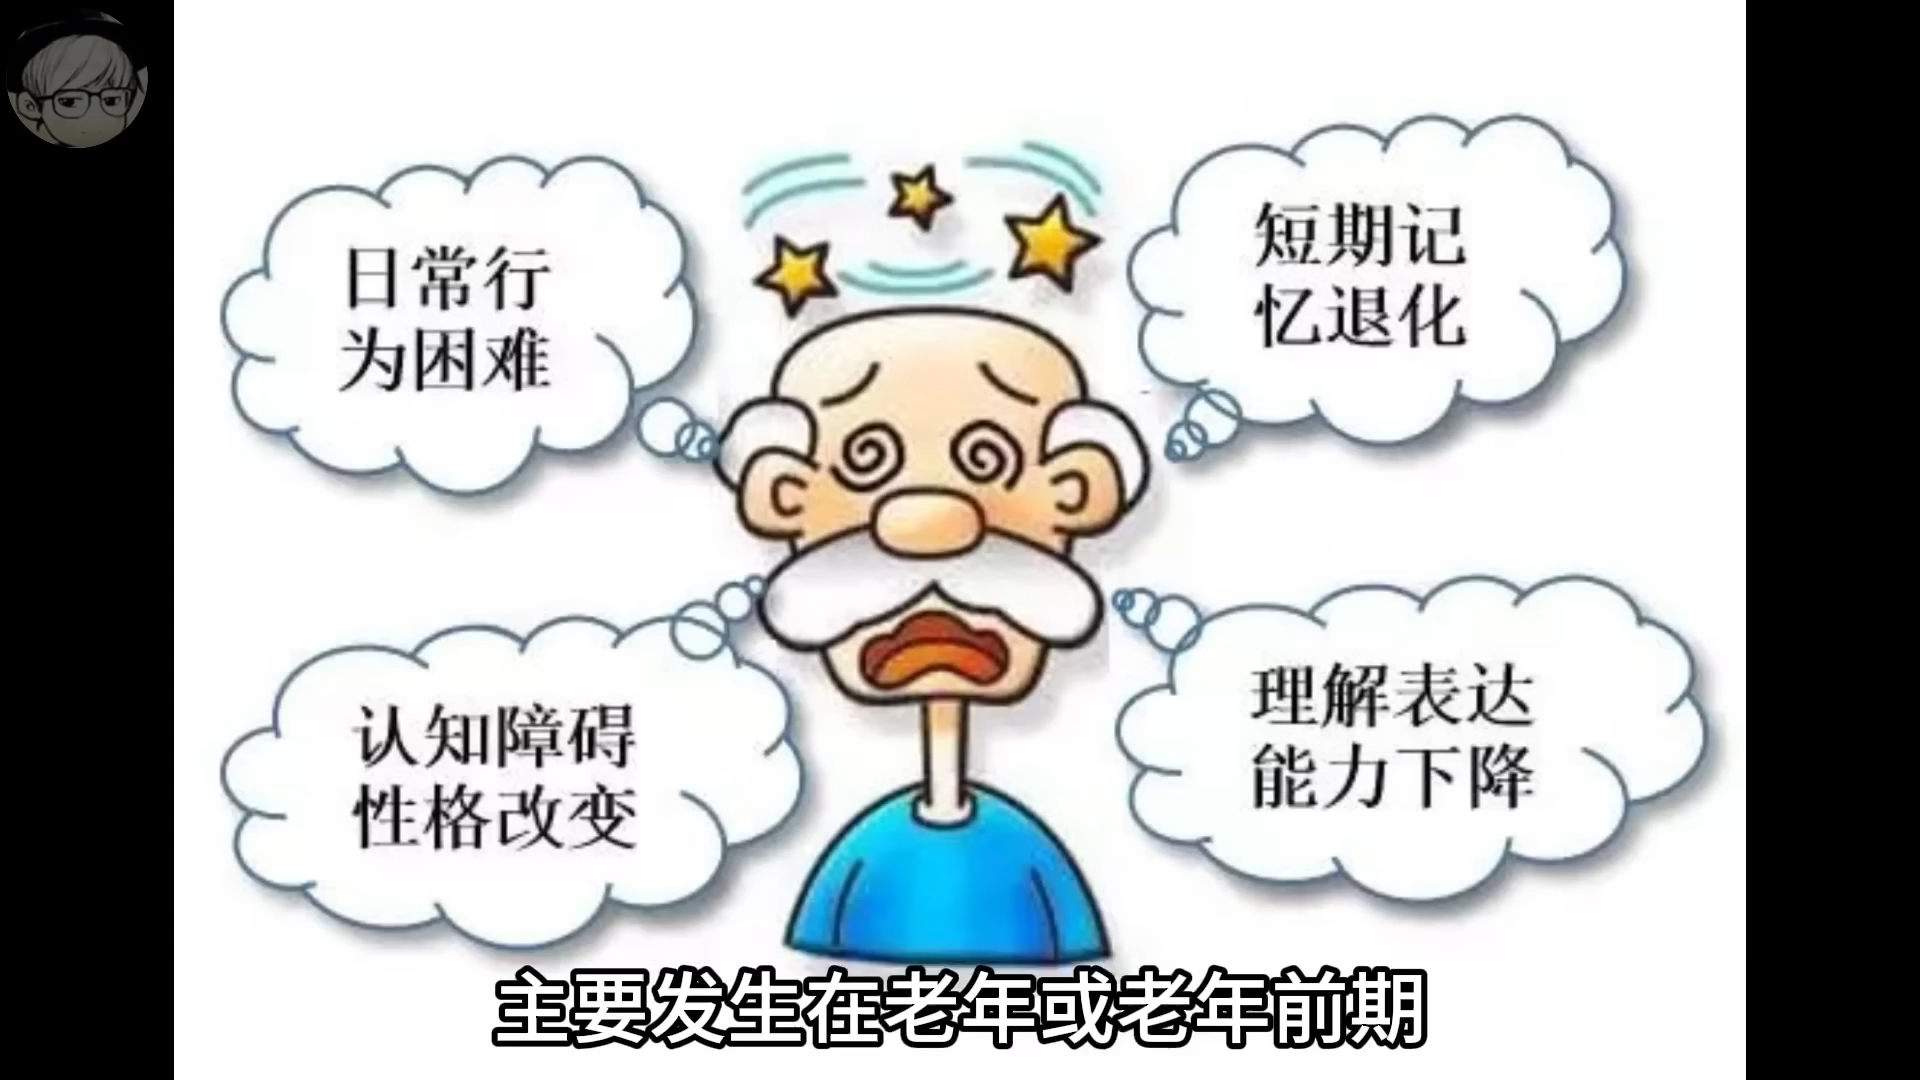 日常行
为困难
短期记
忆退化
认知障碍
性格改变
理解表达
能力下降
主要发生在老年或老年前期